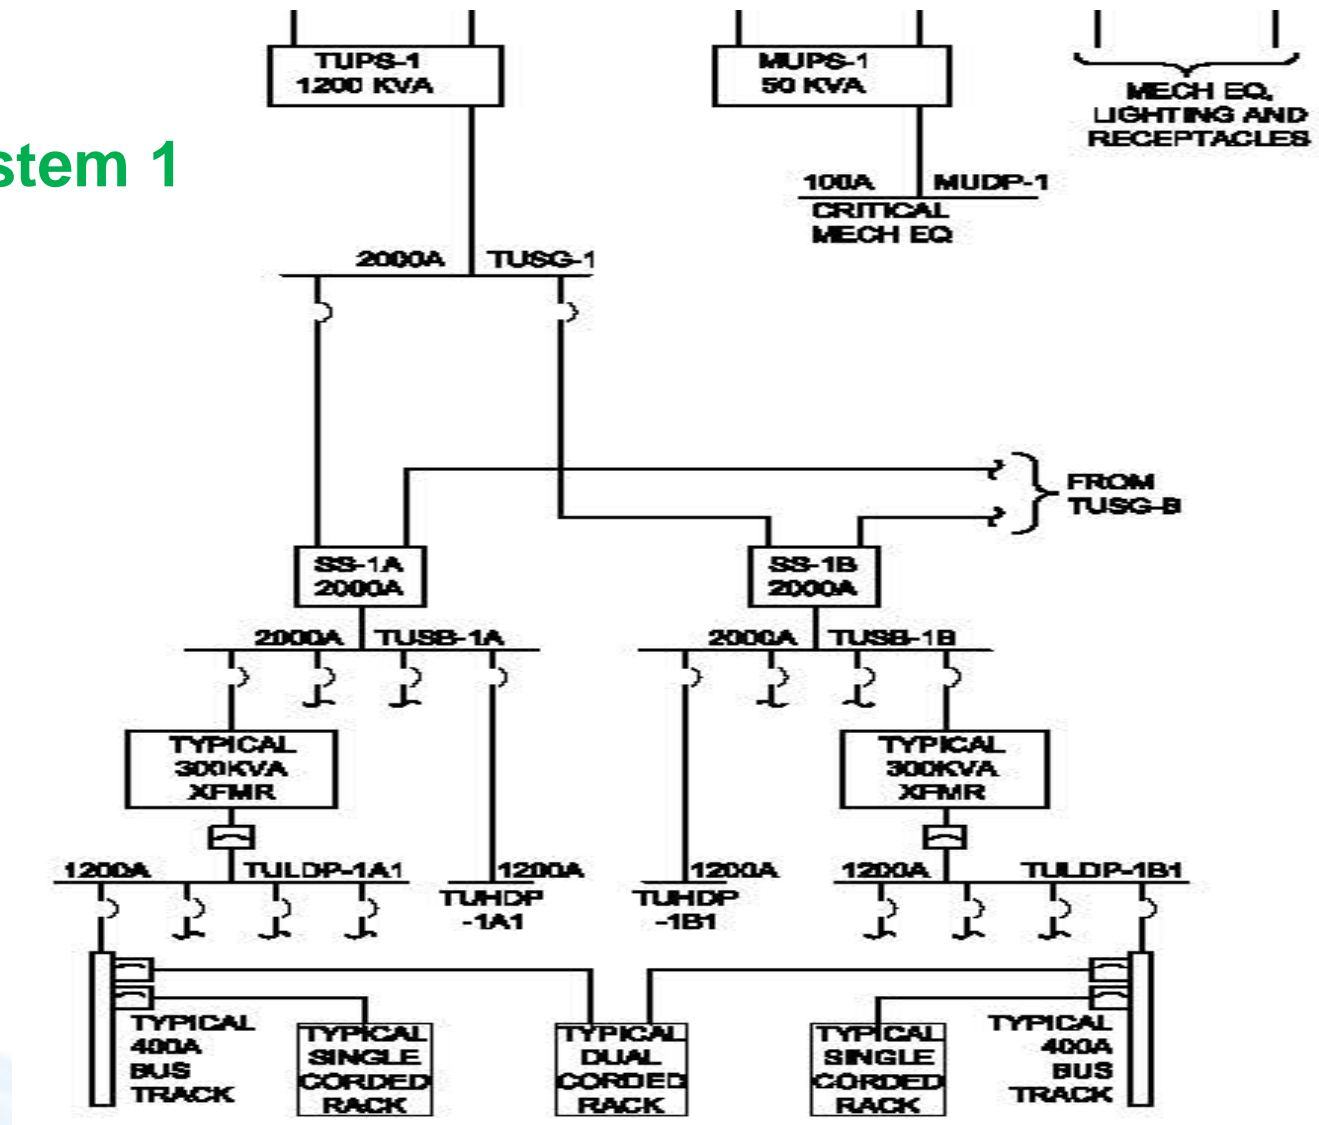 TUPS-1
1200 KVA
MUPS-1
50 KVA
MECH EQ,
LIGHTING AND
RECEPTACLES
stem 1
100A MUDP-1
CRITICAL
MECH EQ
2000A TUSG-1
FROM
TUSG-B
SS-1A
2000A
SS-1B
2000A
2000A TUSB-1A
2000A TUSB-1B
TYPICAL
300KVA
XFMR
TYPICAL
300KVA
XFMR
1200A TULDP-1A1
1200A
TUHDP
-1A1
1200A
TUHDP
-1B1
1200A TULDP-1B1
TYPICAL
400A
BUS
TRACK
TYPICAL
SINGLE
CORDED
RACK
TYPICAL
DUAL
CORDED
RACK
TYPICAL
SINGLE
CORDED
RACK
TYPICAL
400A
BUS
TRACK